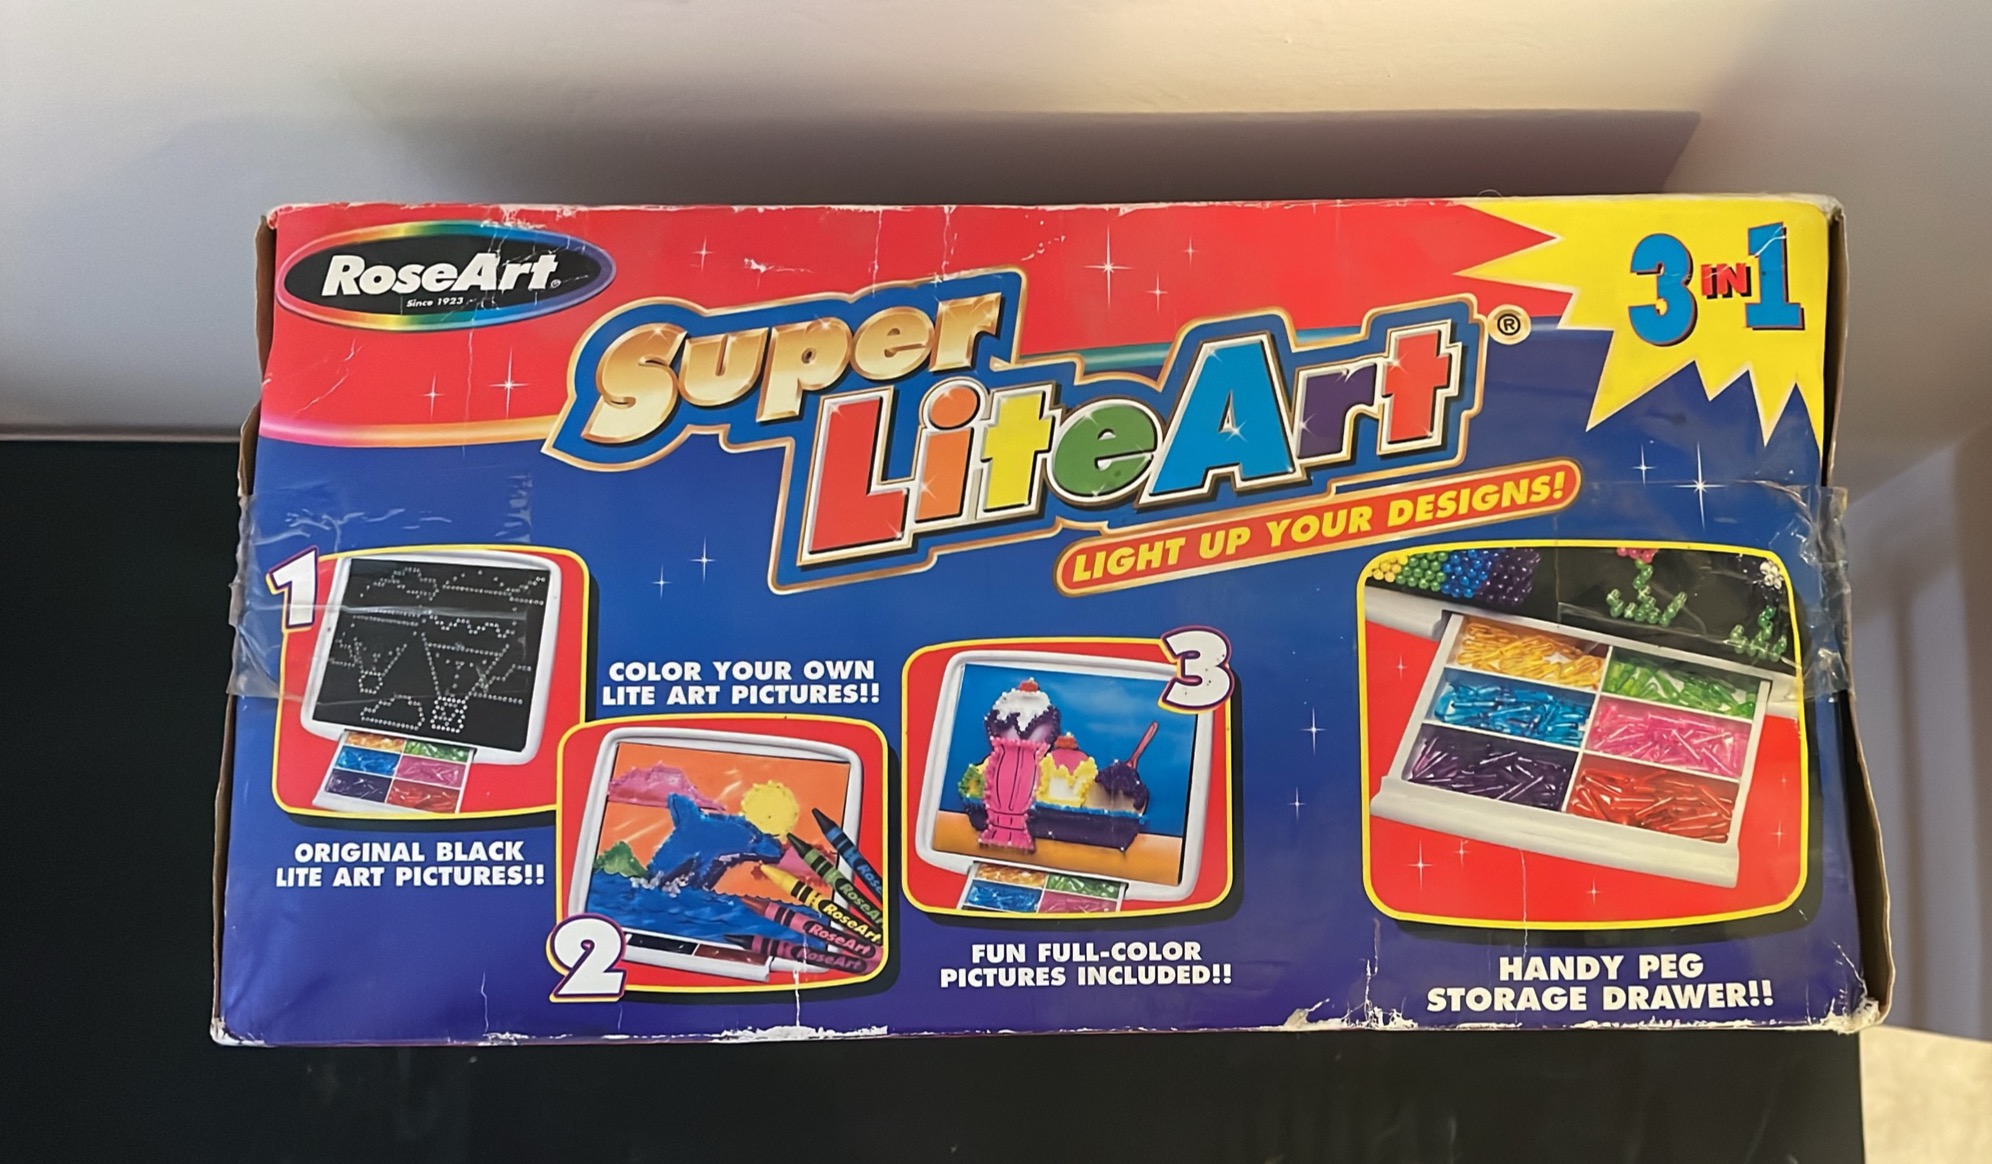 RoseArt®
Since 1923
3 IN 1
Super
LiteArt®
LIGHT UP YOUR DESIGNS!
1
ORIGINAL BLACK
LITE ART PICTURES!!
COLOR YOUR OWN
LITE ART PICTURES!!
2
RoseArt
RoseArt
RoseArt
RoseArt
3
FUN FULL-COLOR
PICTURES INCLUDED!!
HANDY PEG
STORAGE DRAWER!!